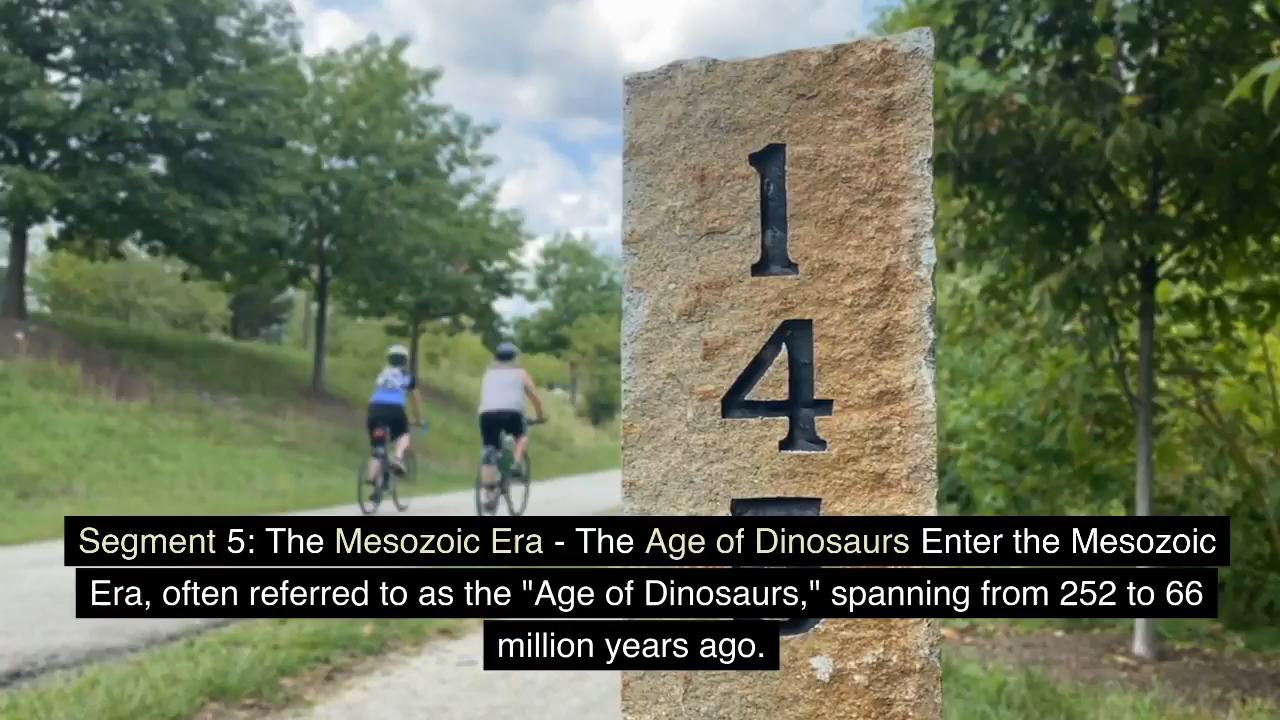 1
4
Segment 5: The Mesozoic Era - The Age of Dinosaurs Enter the Mesozoic
Era, often referred to as the "Age of Dinosaurs," spanning from 252 to 66
million years ago.